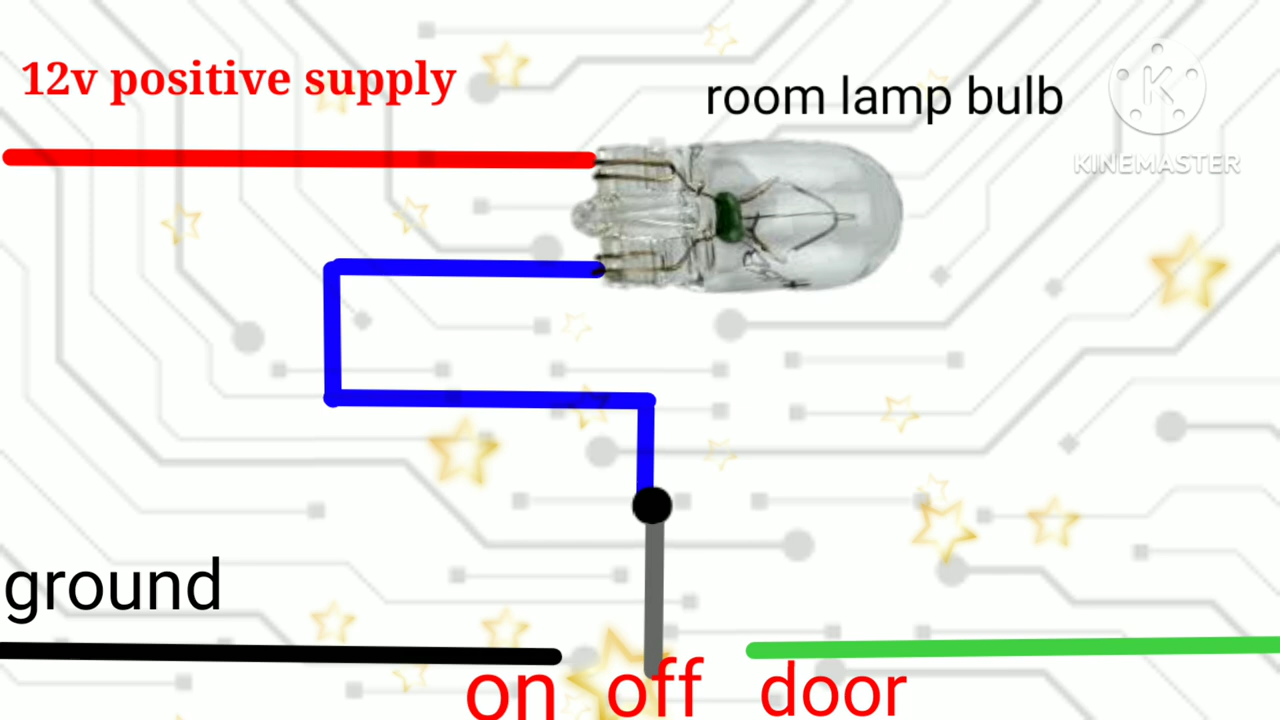 12v positive supply
room lamp bulb
K
KINEMASTER
ground
on off door